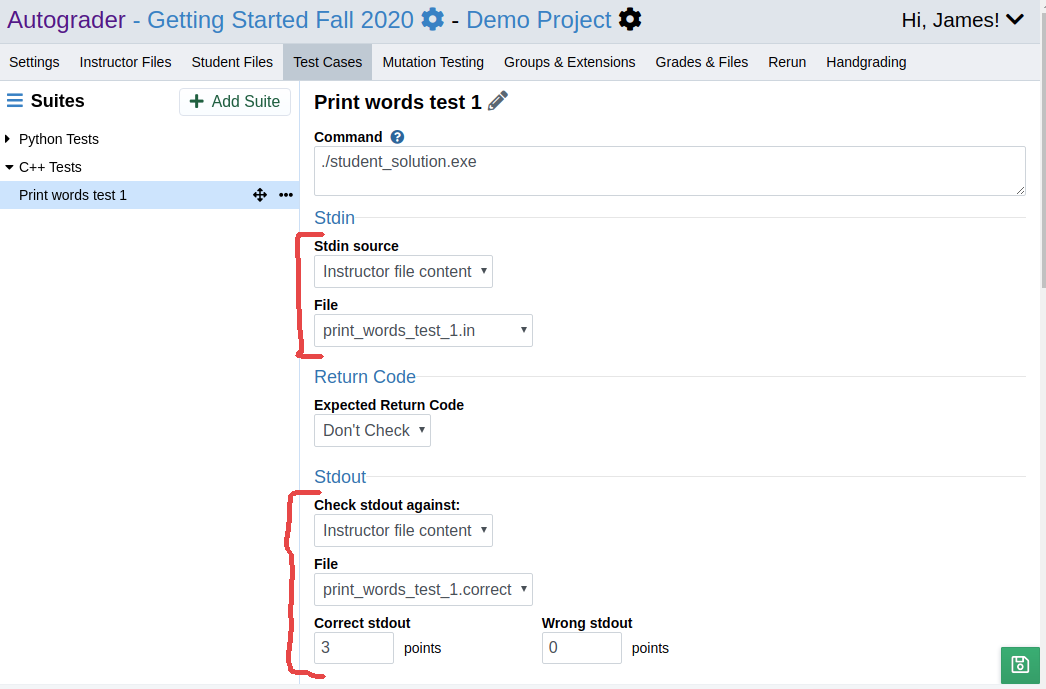 Autograder - Getting Started Fall 2020 - Demo Project Hi, James!
Settings Instructor Files Student Files Test Cases Mutation Testing Groups & Extensions Grades & Files Rerun Handgrading
Suites + Add Suite
Python Tests
C++ Tests
Print words test 1
Print words test 1
Command ?
./student_solution.exe
Stdin
Stdin source
Instructor file content
File
print_words_test_1.in
Return Code
Expected Return Code
Don't Check
Stdout
Check stdout against:
Instructor file content
File
print_words_test_1.correct
Correct stdout Wrong stdout
3 points 0 points